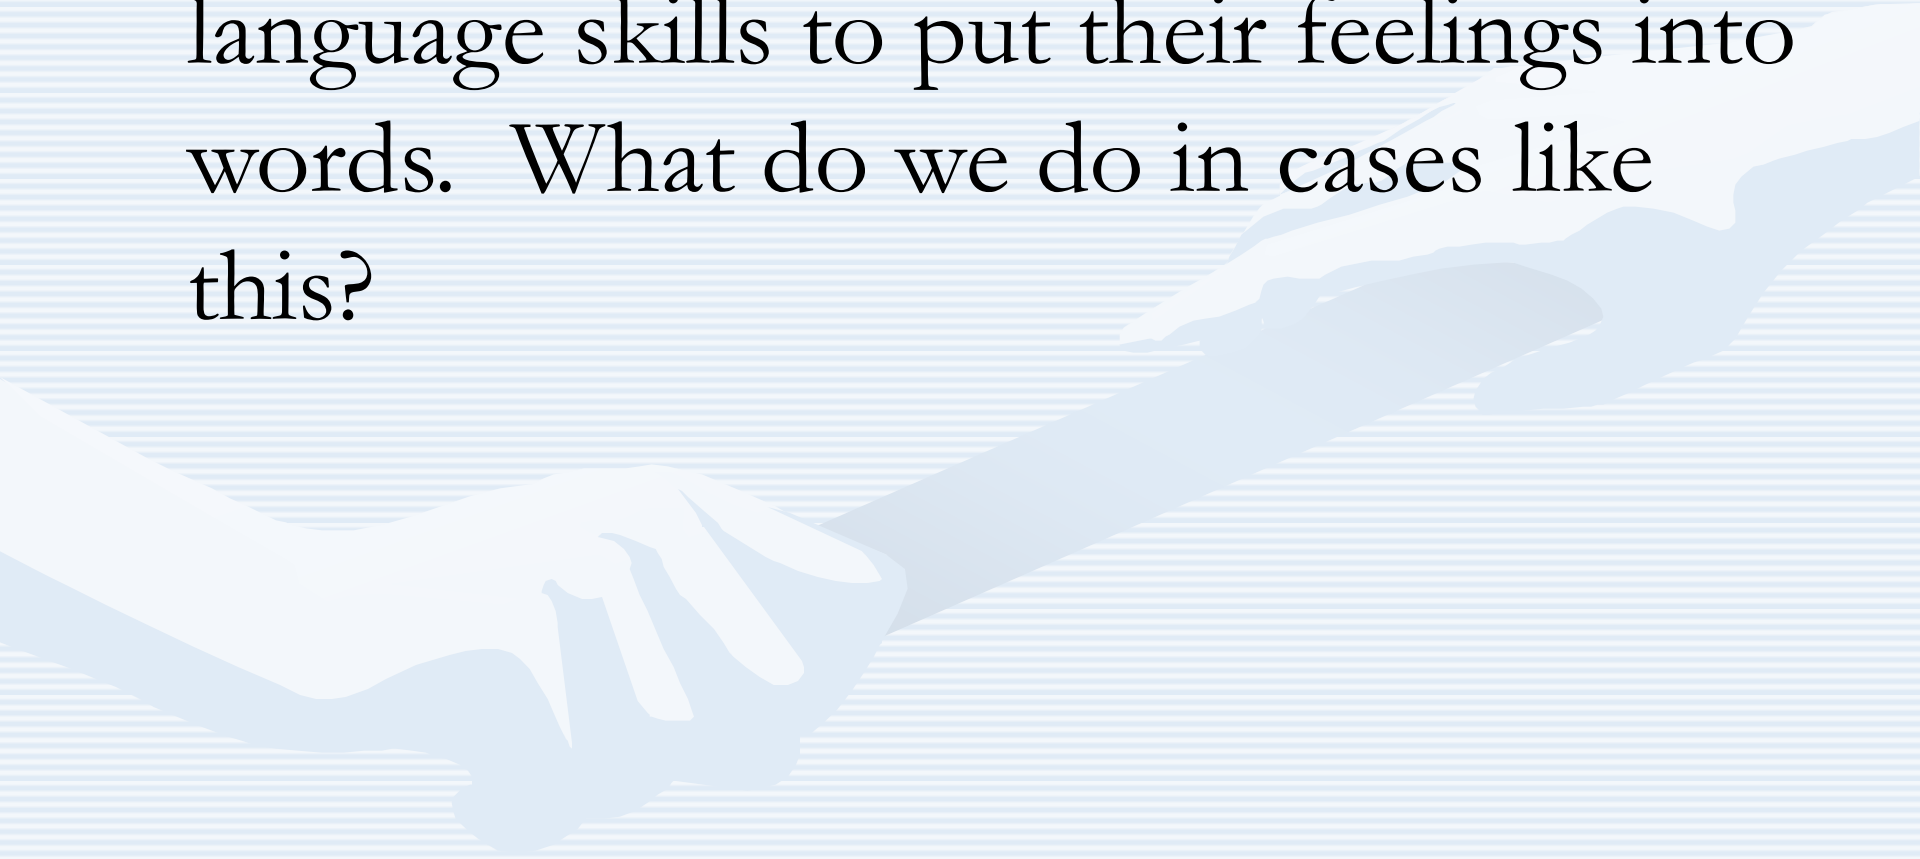 language skills to put their feelings into
words.  What do we do in cases like
this?